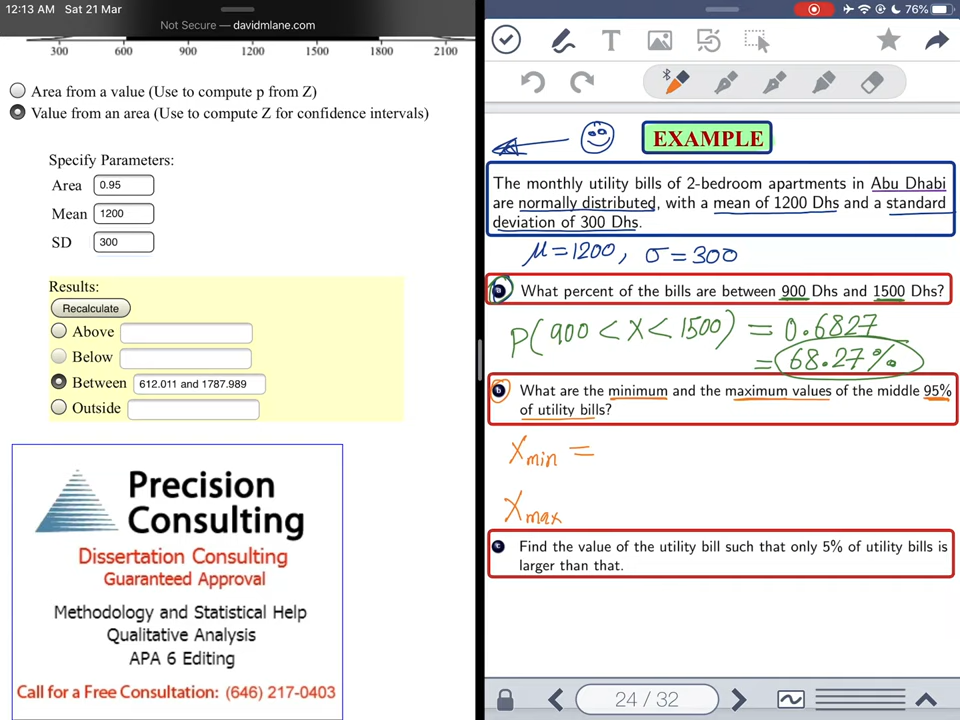 12:13 AM Sat 21 Mar
76%
Not Secure — davidmlane.com
300 600 900 1200 1500 1800 2100
Area from a value (Use to compute p from Z)
Value from an area (Use to compute Z for confidence intervals)
Specify Parameters:
Area 0.95
Mean 1200
SD 300
Results:
Recalculate
Above
Below
Between 612.011 and 1787.989
Outside
Precision
Consulting
Dissertation Consulting
Guaranteed Approval
Methodology and Statistical Help
Qualitative Analysis
APA 6 Editing
Call for a Free Consultation: (646) 217-0403
T
EXAMPLE
The monthly utility bills of 2-bedroom apartments in Abu Dhabi
are normally distributed, with a mean of 1200 Dhs and a standard
deviation of 300 Dhs.
μ = 1200, σ = 300
a What percent of the bills are between 900 Dhs and 1500 Dhs?
P(900 < X < 1500) = 0.6827
= 68.27%
b What are the minimum and the maximum values of the middle 95%
of utility bills?
Xmin =
Xmax
c Find the value of the utility bill such that only 5% of utility bills is
larger than that.
24 / 32